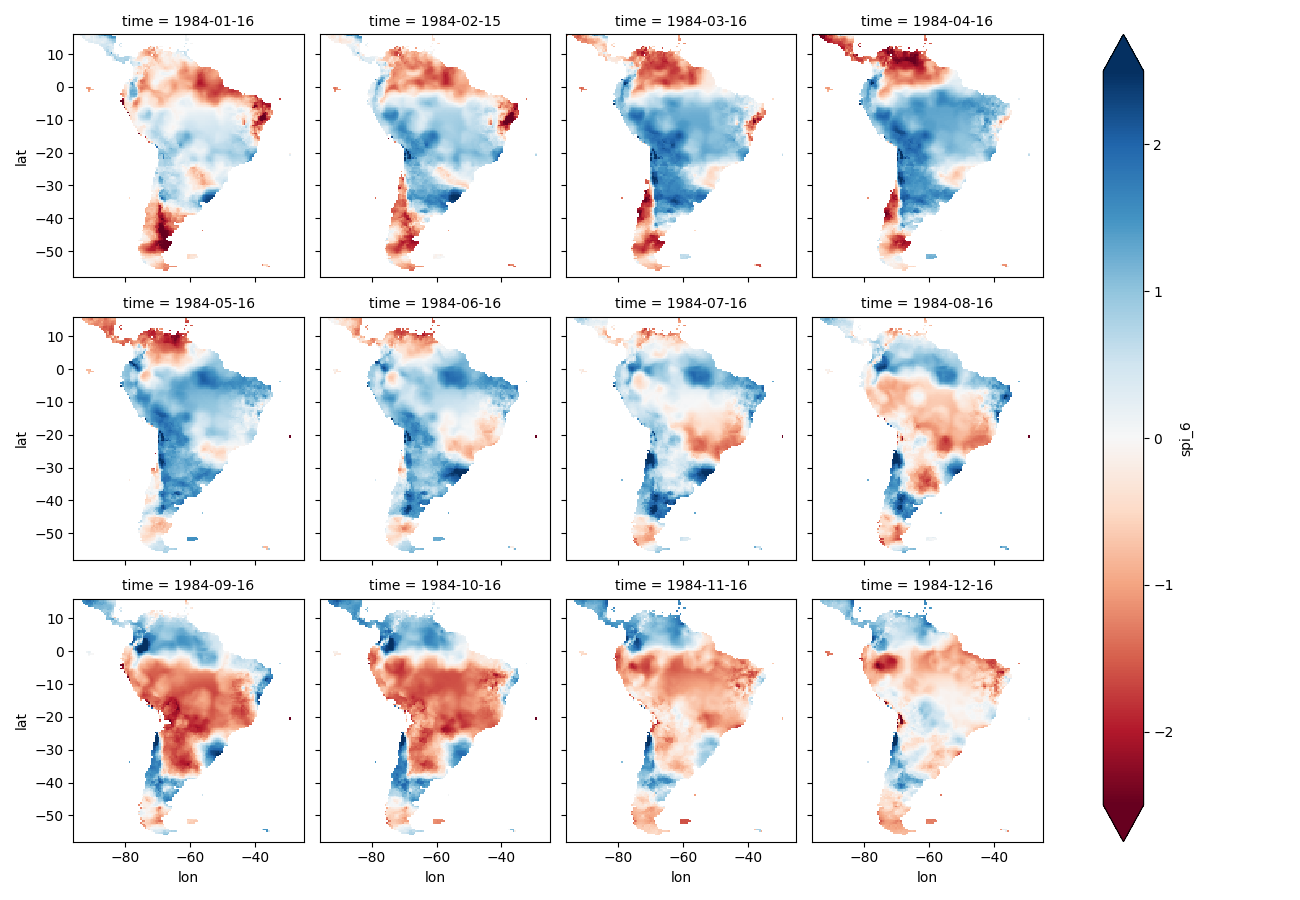 time = 1984-01-16
time = 1984-02-15
time = 1984-03-16
time = 1984-04-16
lat
10
0
−10
−20
−30
−40
−50
time = 1984-05-16
time = 1984-06-16
time = 1984-07-16
time = 1984-08-16
lat
10
0
−10
−20
−30
−40
−50
time = 1984-09-16
time = 1984-10-16
time = 1984-11-16
time = 1984-12-16
lat
10
0
−10
−20
−30
−40
−50
−80 −60 −40
lon
−80 −60 −40
lon
−80 −60 −40
lon
−80 −60 −40
lon
2
1
0
−1
−2
spi_6